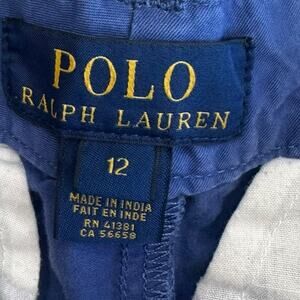 POLO
RALPH LAUREN
12
MADE IN INDIA
FAIT EN INDE
RN 41381
CA 56658